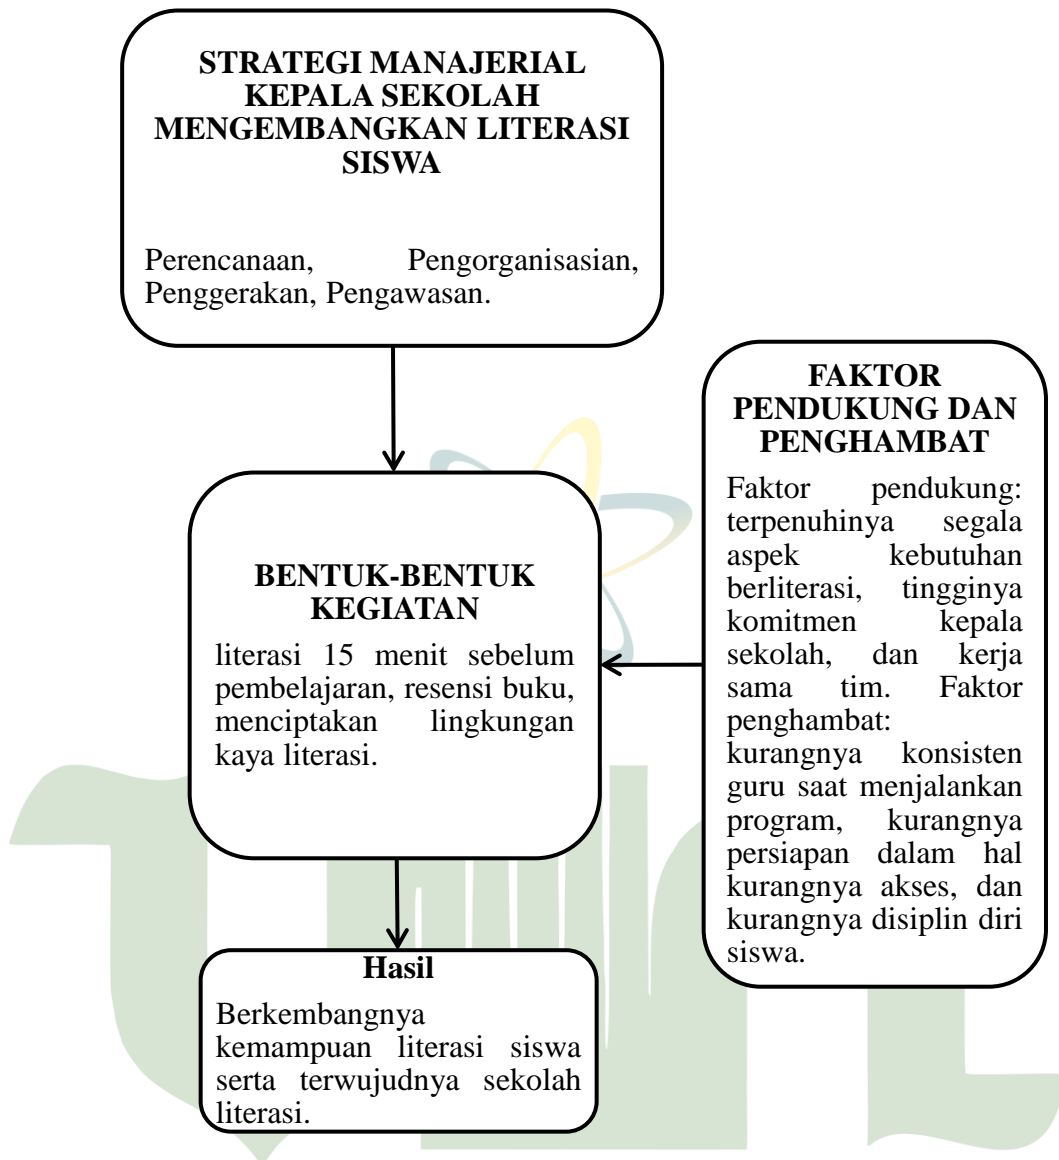 STRATEGI MANAJERIAL
KEPALA SEKOLAH
MENGEMBANGKAN LITERASI
SISWA
Perencanaan, Pengorganisasian,
Penggerakan, Pengawasan.
FAKTOR
PENDUKUNG DAN
PENGHAMBAT
Faktor pendukung:
terpenuhinya segala
aspek kebutuhan
berliterasi, tingginya
komitmen kepala
sekolah, dan kerja
sama tim. Faktor
penghambat:
kurangnya konsisten
guru saat menjalankan
program, kurangnya
persiapan dalam hal
kurangnya akses, dan
kurangnya disiplin diri
siswa.
BENTUK-BENTUK
KEGIATAN
literasi 15 menit sebelum
pembelajaran, resensi buku,
menciptakan lingkungan
kaya literasi.
Hasil
Berkembangnya
kemampuan literasi siswa
serta terwujudnya sekolah
literasi.